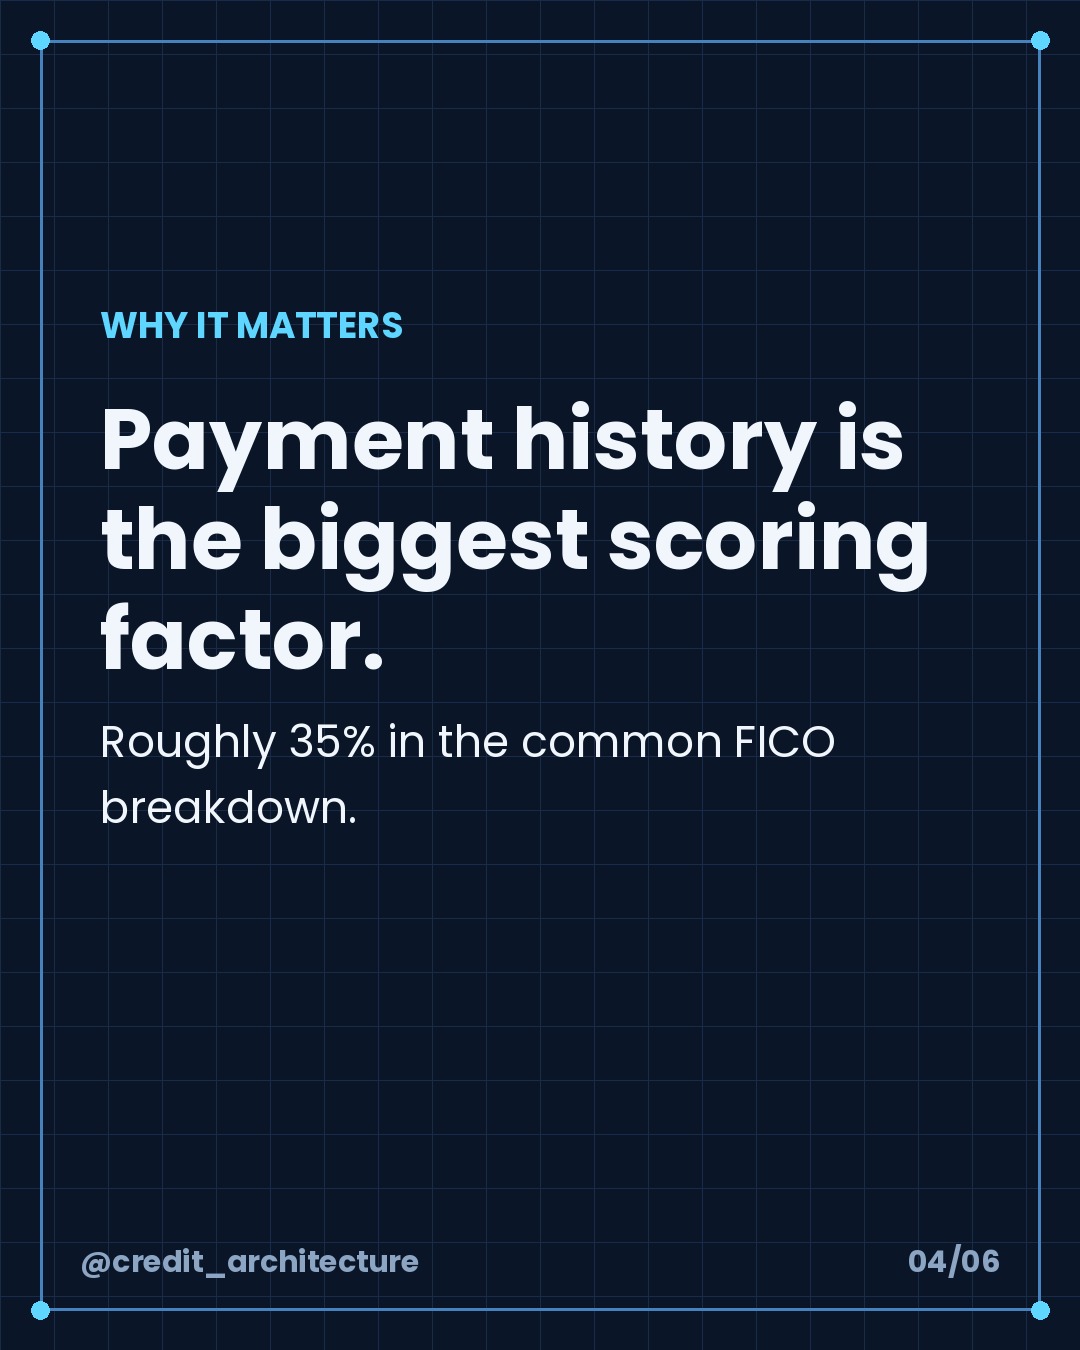 WHY IT MATTERS
Payment history is
the biggest scoring
factor.
Roughly 35% in the common FICO
breakdown.
@credit_architecture
04/06